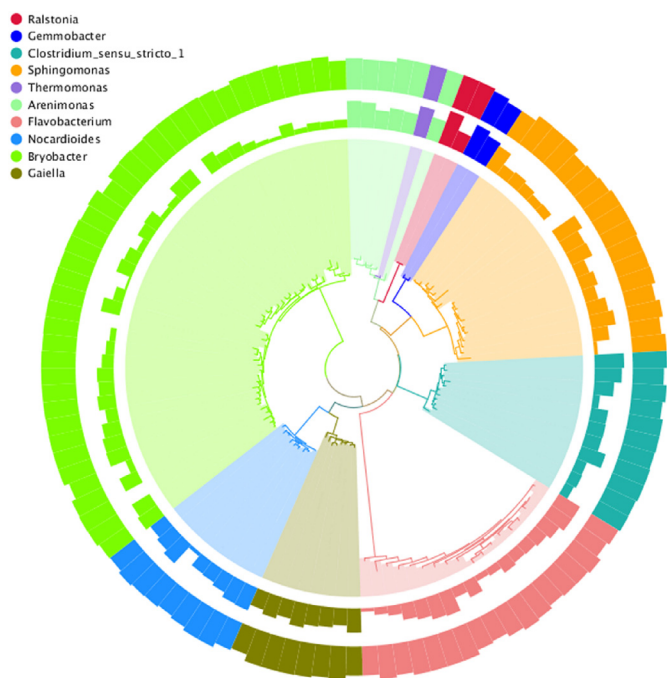 Ralstonia
Gemmobacter
Clostridium_sensu_stricto_1
Sphingomonas
Thermomonas
Arenimonas
Flavobacterium
Nocardioides
Bryobacter
Gaiella